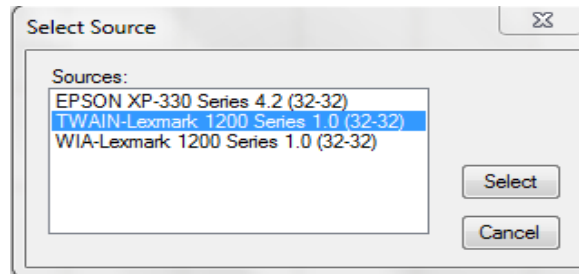 Select Source
Sources:
EPSON XP-330 Series 4.2 (32-32)
TWAIN-Lexmark 1200 Series 1.0 (32-32)
WIA-Lexmark 1200 Series 1.0 (32-32)
Select
Cancel